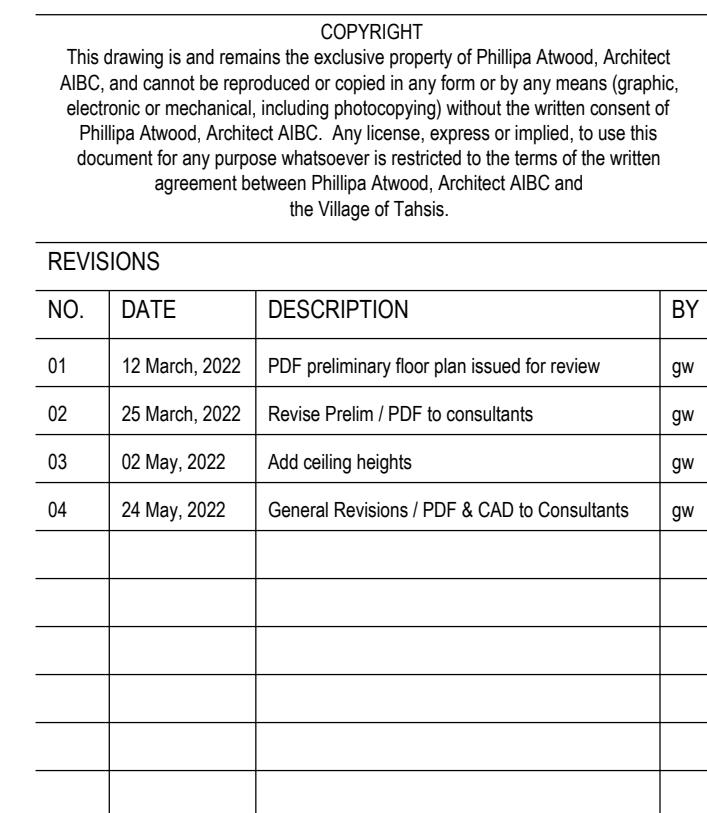 COPYRIGHT
This drawing is and remains the exclusive property of Phillipa Atwood, Architect
AIBC, and cannot be reproduced or copied in any form or by any means (graphic,
electronic or mechanical, including photocopying) without the written consent of
Phillipa Atwood, Architect AIBC.  Any license, express or implied, to use this
document for any purpose whatsoever is restricted to the terms of the written
agreement between Phillipa Atwood, Architect AIBC and
the Village of Tahsis.
REVISIONS
NO. DATE DESCRIPTION BY
01 12 March, 2022 PDF preliminary floor plan issued for review gw
02 25 March, 2022 Revise Prelim / PDF to consultants gw
03 02 May, 2022 Add ceiling heights gw
04 24 May, 2022 General Revisions / PDF & CAD to Consultants gw